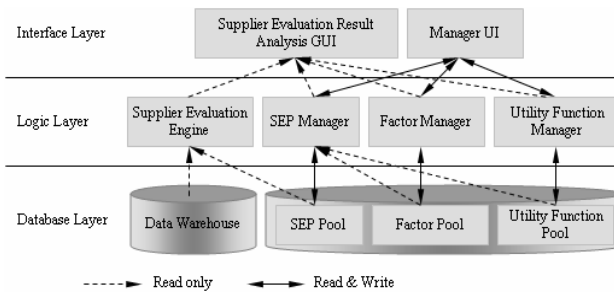 Interface Layer
Supplier Evaluation Result
Analysis GUI
Manager UI
Logic Layer
Supplier Evaluation
Engine
SEP Manager
Factor Manager
Utility Function
Manager
Database Layer
Data Warehouse
SEP Pool
Factor Pool
Utility Function
Pool
Read only
Read & Write